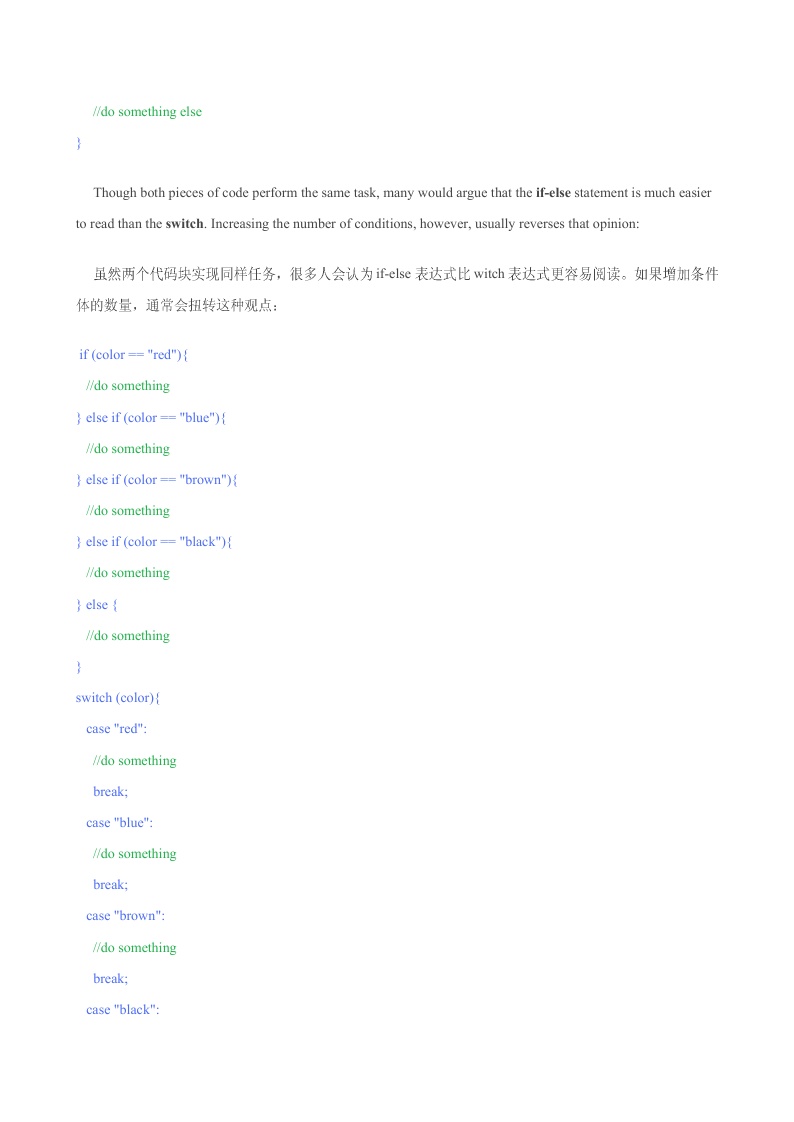 //do something else
}
Though both pieces of code perform the same task, many would argue that the if-else statement is much easier
to read than the switch. Increasing the number of conditions, however, usually reverses that opinion:
虽然两个代码块实现同样任务，很多人会认为 if-else 表达式比 witch 表达式更容易阅读。如果增加条件
体的数量，通常会扭转这种观点：
if (color == "red"){
//do something
} else if (color == "blue"){
//do something
} else if (color == "brown"){
//do something
} else if (color == "black"){
//do something
} else {
//do something
}
switch (color){
case "red":
//do something
break;
case "blue":
//do something
break;
case "brown":
//do something
break;
case "black":